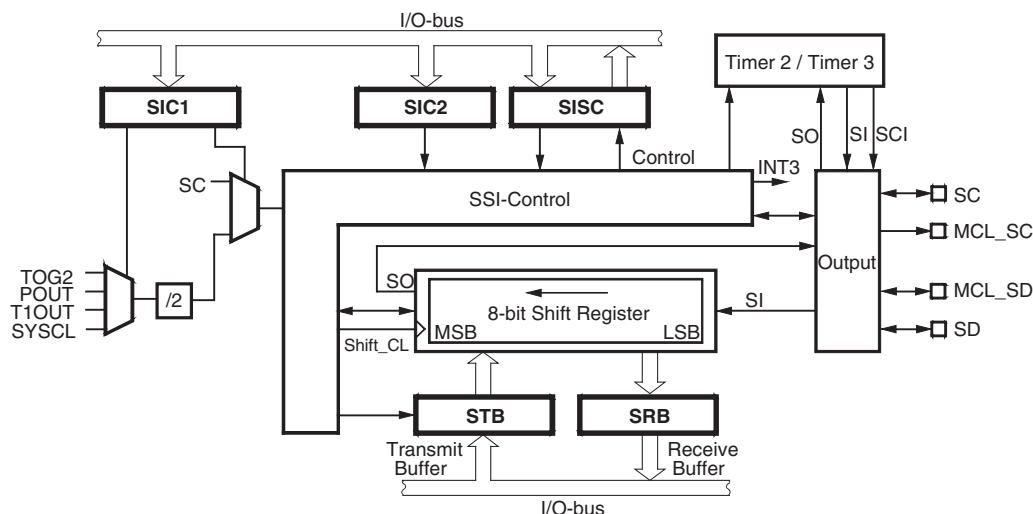 I/O-bus
Timer 2 / Timer 3
SIC1
SIC2
SISC
SO
SI
SCI
Control
INT3
SC
SSI-Control
SC
MCL_SC
Output
TOG2
POUT
T1OUT
SYSCL
/2
SO
SI
8-bit Shift Register
MSB
LSB
Shift_CL
MCL_SD
SD
STB
SRB
Transmit
Buffer
Receive
Buffer
I/O-bus